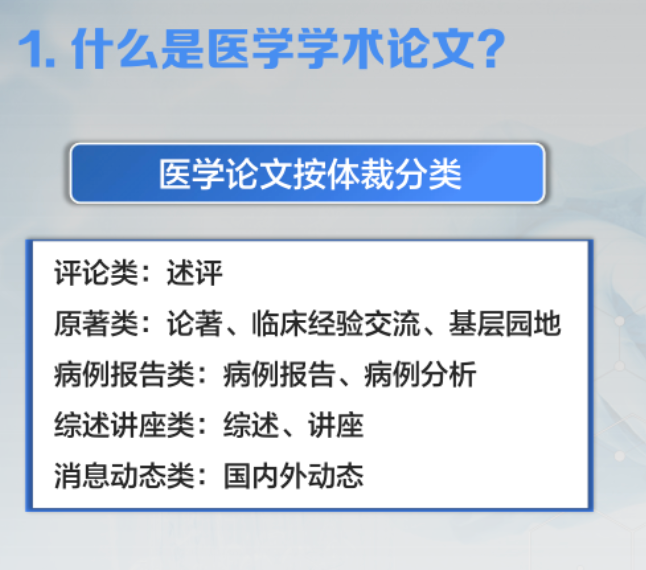 1. 什么是医学学术论文？
医学论文按体裁分类
评论类：述评
原著类：论著、临床经验交流、基层园地
病例报告类：病例报告、病例分析
综述讲座类：综述、讲座
消息动态类：国内外动态